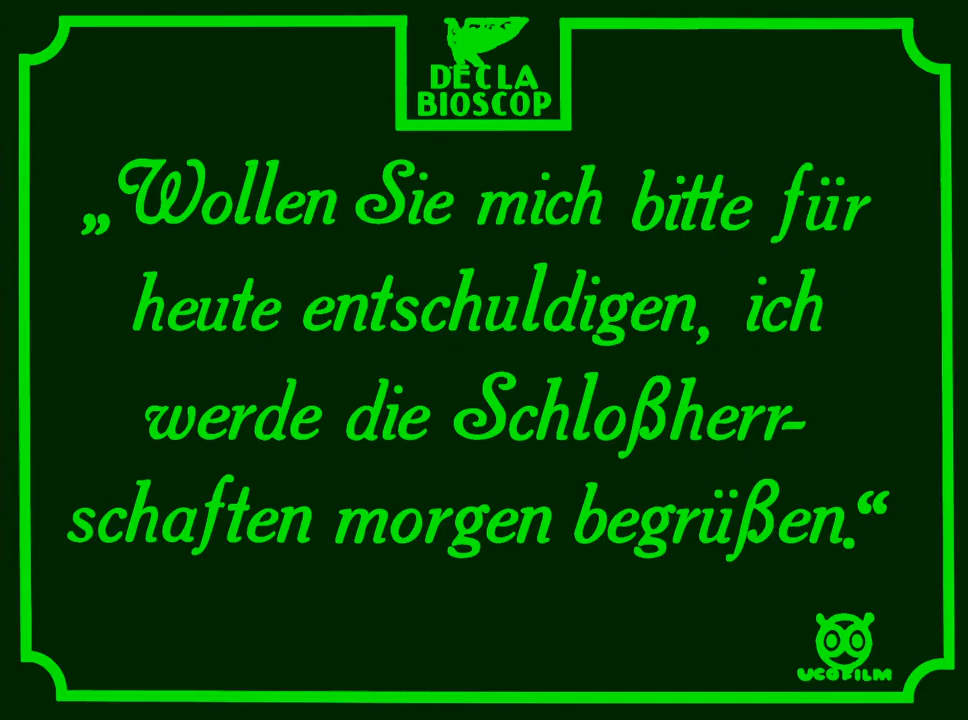 DECLA
BIOSCOP
„Wollen Sie mich bitte für
heute entschuldigen, ich
werde die Schloßherr-
schaften morgen begrüßen.“
UCOFILM